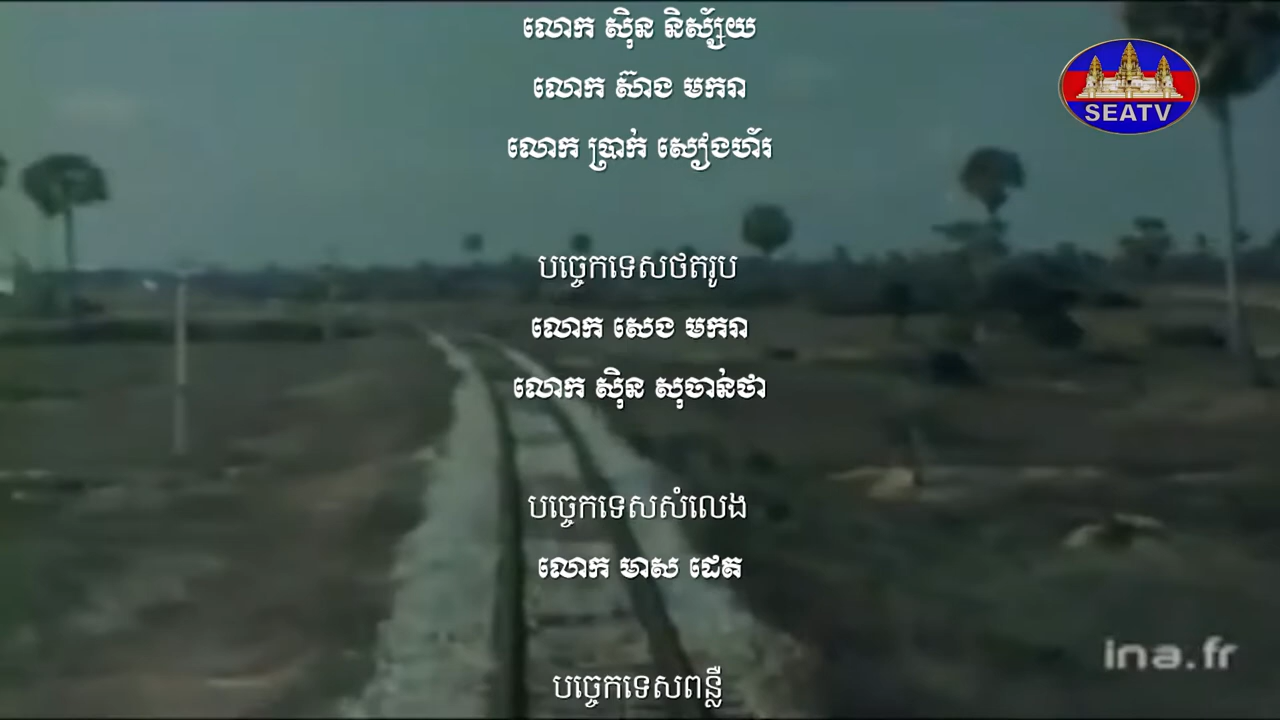 លោក ស៊ិន និស្ស័យ
លោក ស៊ាង មករា
លោក ប្រាក់ សៀងហ័រ
SEATV
បច្ចេកទេសថតរូប
លោក សេង មករា
លោក ស៊ិន សុចាន់ថា
បច្ចេកទេសសំលេង
លោក មាស ដេត
ina.fr
បច្ចេកទេសពន្លឺ